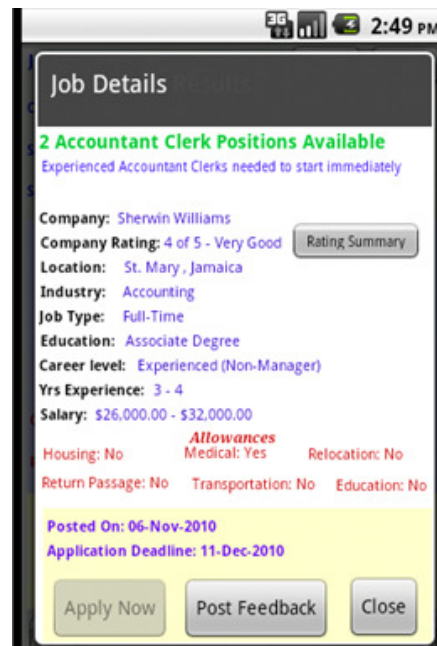 3G 2:49 PM
Job Details
2 Accountant Clerk Positions Available
Experienced Accountant Clerks needed to start immediately
Company: Sherwin Williams
Company Rating: 4 of 5 - Very Good Rating Summary
Location: St. Mary , Jamaica
Industry: Accounting
Job Type: Full-Time
Education: Associate Degree
Career level: Experienced (Non-Manager)
Yrs Experience: 3 - 4
Salary: $26,000.00 - $32,000.00
Allowances
Housing: No Medical: Yes Relocation: No
Return Passage: No Transportation: No Education: No
Posted On: 06-Nov-2010
Application Deadline: 11-Dec-2010
Apply Now Post Feedback Close